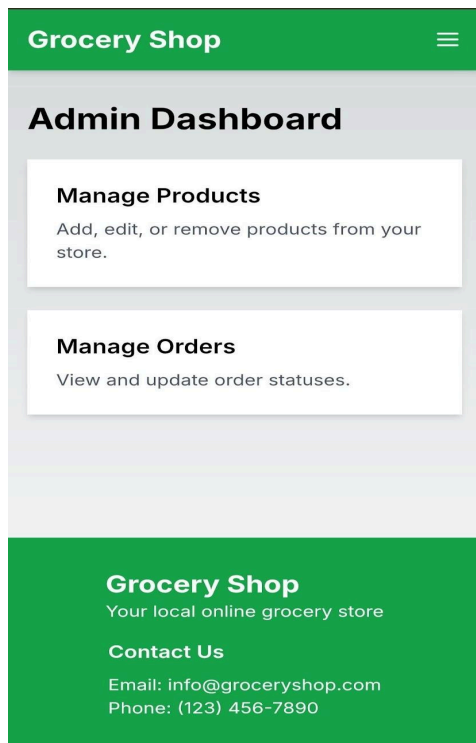 Grocery Shop
Admin Dashboard
Manage Products
Add, edit, or remove products from your
store.
Manage Orders
View and update order statuses.
Grocery Shop
Your local online grocery store
Contact Us
Email: info@groceryshop.com
Phone: (123) 456-7890